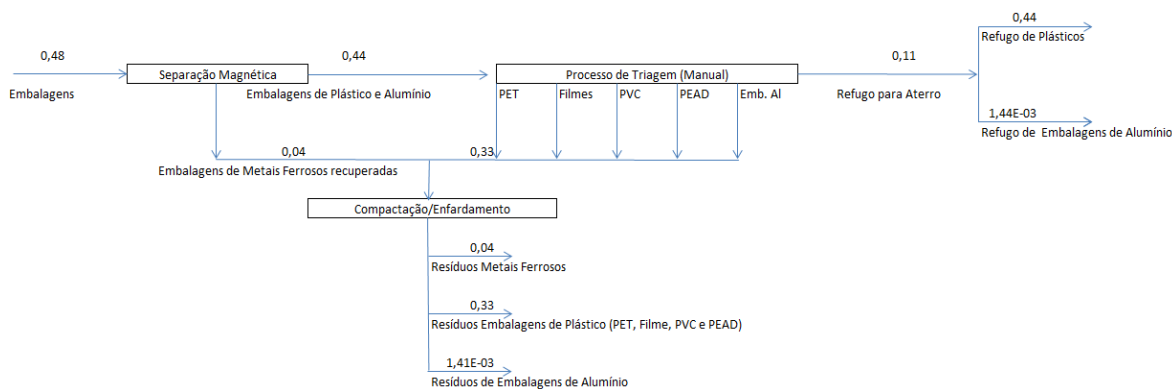 0,44
Refugo de Plásticos
0,48
0,44
0,11
Separação Magnética
Processo de Triagem (Manual)
Embalagens
Embalagens de Plástico e Alumínio
PET
Filmes
PVC
PEAD
Emb. Al
Refugo para Aterro
1,44E-03
Refugo de Embalagens de Alumínio
0,04
0,33
Embalagens de Metais Ferrosos recuperadas
Compactação/Enfardamento
0,04
Resíduos Metais Ferrosos
0,33
Resíduos Embalagens de Plástico (PET, Filme, PVC e PEAD)
1,41E-03
Resíduos de Embalagens de Alumínio